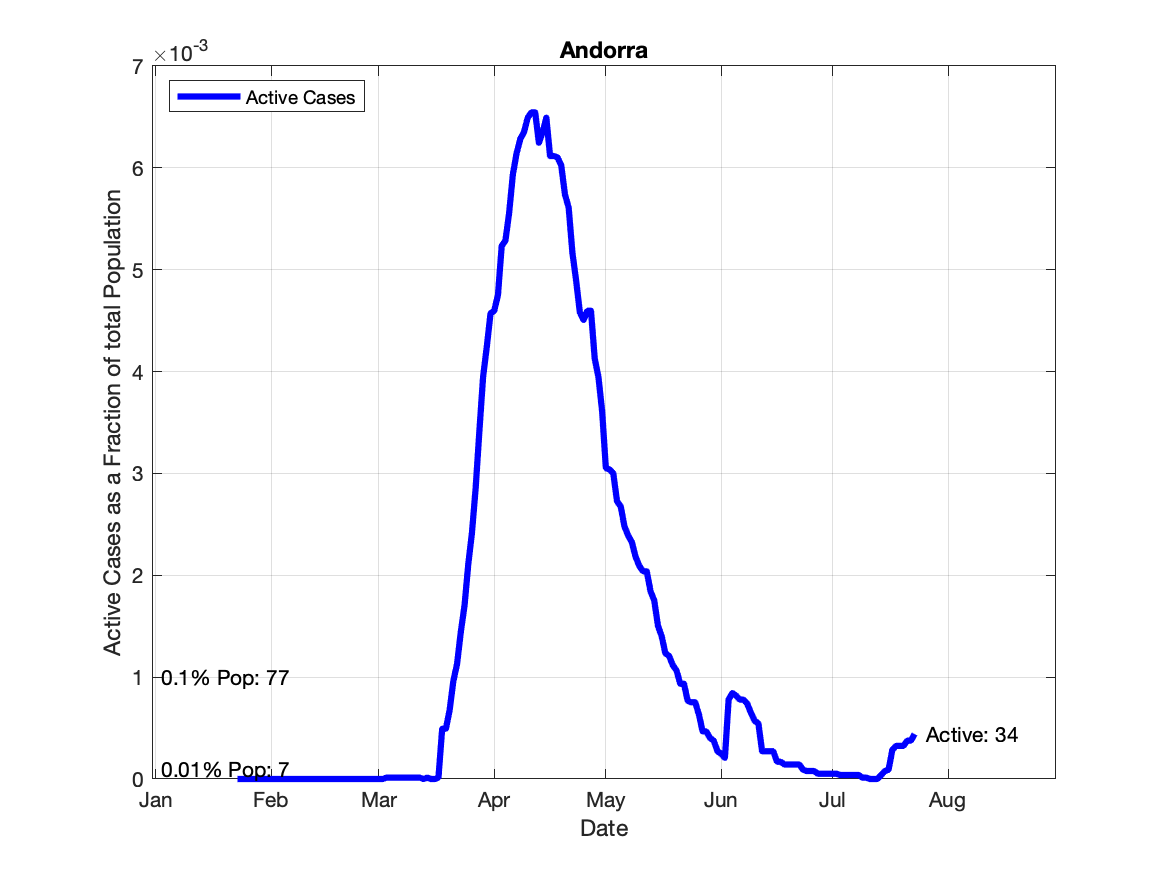 ×10⁻³
Andorra
Active Cases
7
6
5
4
3
2
1
0
Active Cases as a Fraction of total Population
0.1% Pop: 77
0.01% Pop: 7
Active: 34
Jan Feb Mar Apr May Jun Jul Aug
Date